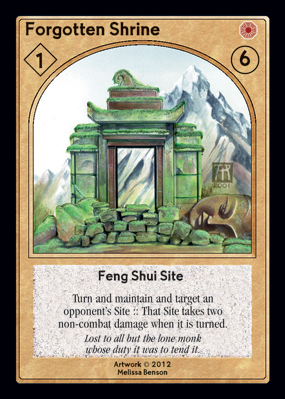 Forgotten Shrine
1
6
Feng Shui Site
Turn and maintain and target an
opponent's Site :: That Site takes two
non-combat damage when it is turned.
Lost to all but the lone monk
whose duty it was to tend it.
Artwork © 2012
Melissa Benson